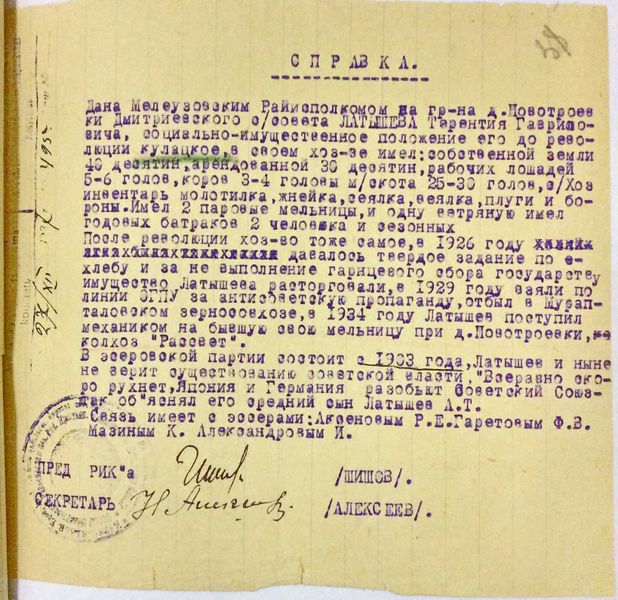 СПРАВКА.
Дана Мелеузовским Райисполкомом на гр-на д.Новотроев
ки Дмитриевского с/совета ЛАТЫШЕВА Терентия Гаврило-
вича, социально-имущественное положение его до рево-
люции кулацкое,в своем хоз-ве имел:собственной земли
40 десятин,арендованной 30 десятин,рабочих лошадей
5-6 голов,коров 3-4 головы м/скота 25-30 голов,с/хоз
инвентарь молотилка,жнейка,сеялка,веялка,плуги и бо-
роны.Имел 2 паровые мельницы,и одну ветряную имел
годовых батраков 2 человека и сезонных
После революции хоз-во тоже самое,в 1926 году
давалось твердое задание по
хлебу и за не выполнение гарнцевого сбора государству
имущество Латышева расторговали,в 1929 году взяли по
линии ОГПУ за антисоветскую пропаганду,отбыл в Мурап-
таловском зерносовхозе,в 1934 году Латышев поступил
механиком на бывшую свою мельницу при д.Новотроевки,
колхоз "Рассвет".
В эсеровской партии состоит с 1903 года,Латышев и ныне
не верит существованию советской власти,"Всеравно ско-
ро рухнет,Япония и Германия разобьют Советский Союз-
так об"яснял его средний сын Латышев А.Т.
Связь имеет с эссерами:Аксеновым Р.Е.Гаретовым Ф.В.
Мазиным К. Александровым И.
ПРЕД РИК"а /ШИШОВ/.
СЕКРЕТАРЬ /АЛЕКСЕЕВ/.